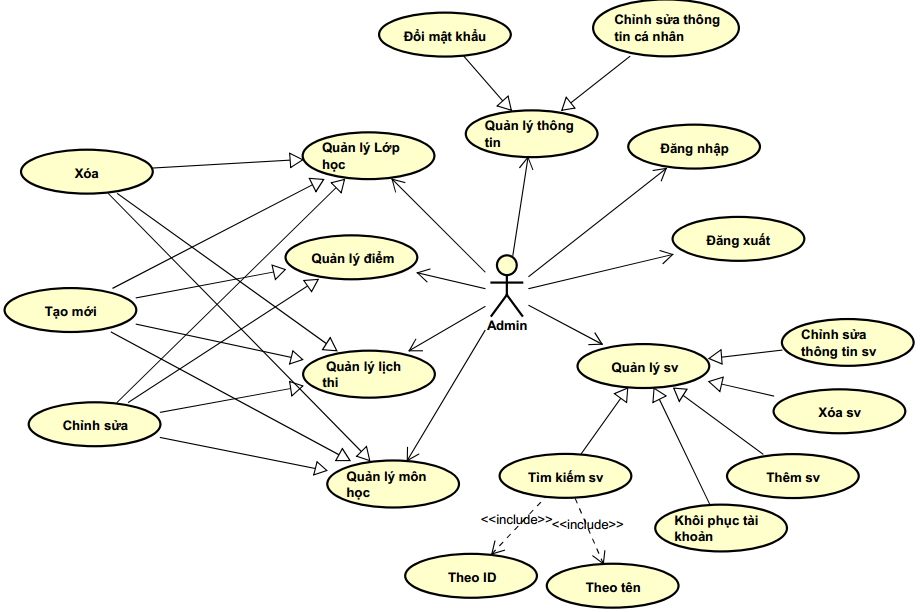 Chỉnh sửa thông
tin cá nhân
Đổi mật khẩu
Quản lý thông
tin
Quản lý Lớp
học
Đăng nhập
Xóa
Đăng xuất
Quản lý điểm
Tạo mới
Admin
Chỉnh sửa
thông tin sv
Quản lý lịch
thi
Quản lý sv
Xóa sv
Chỉnh sửa
Quản lý môn
học
Tìm kiếm sv
Thêm sv
<<include>>
<<include>>
Khôi phục tài
khoản
Theo ID
Theo tên